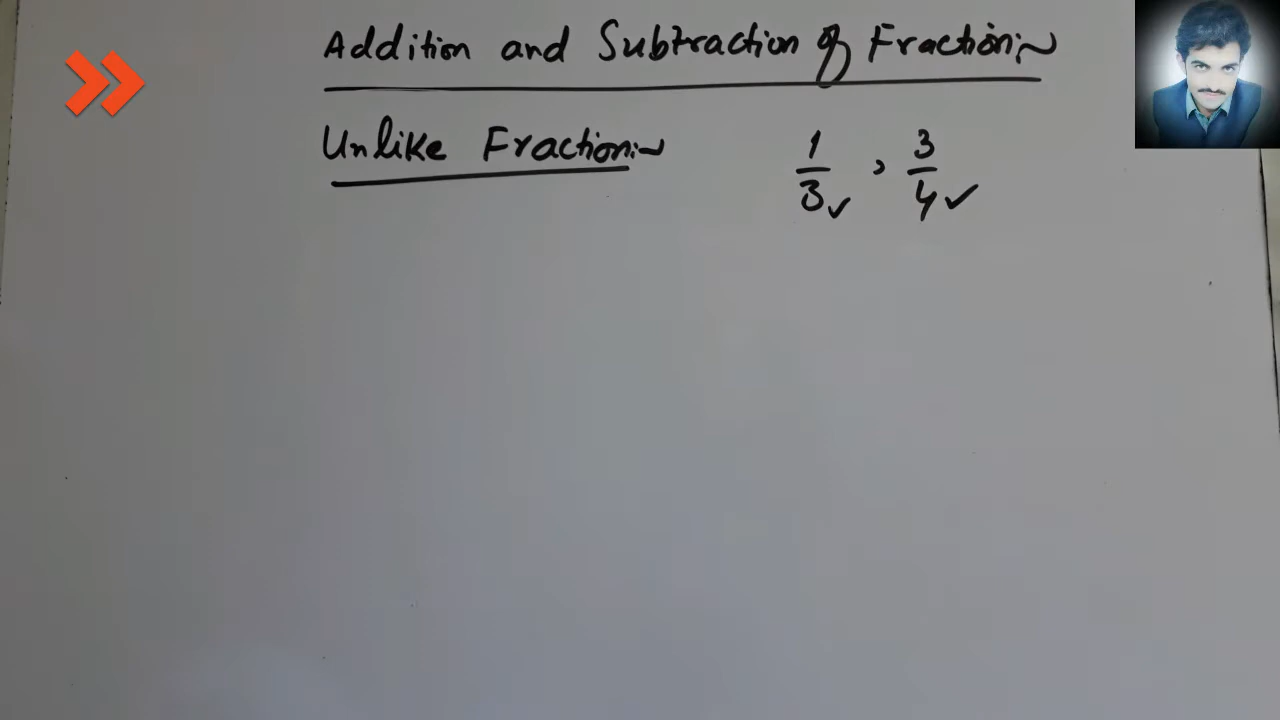 Addition and Subtraction of Fraction:~
Unlike Fraction:~ 1/3✓ , 3/4✓